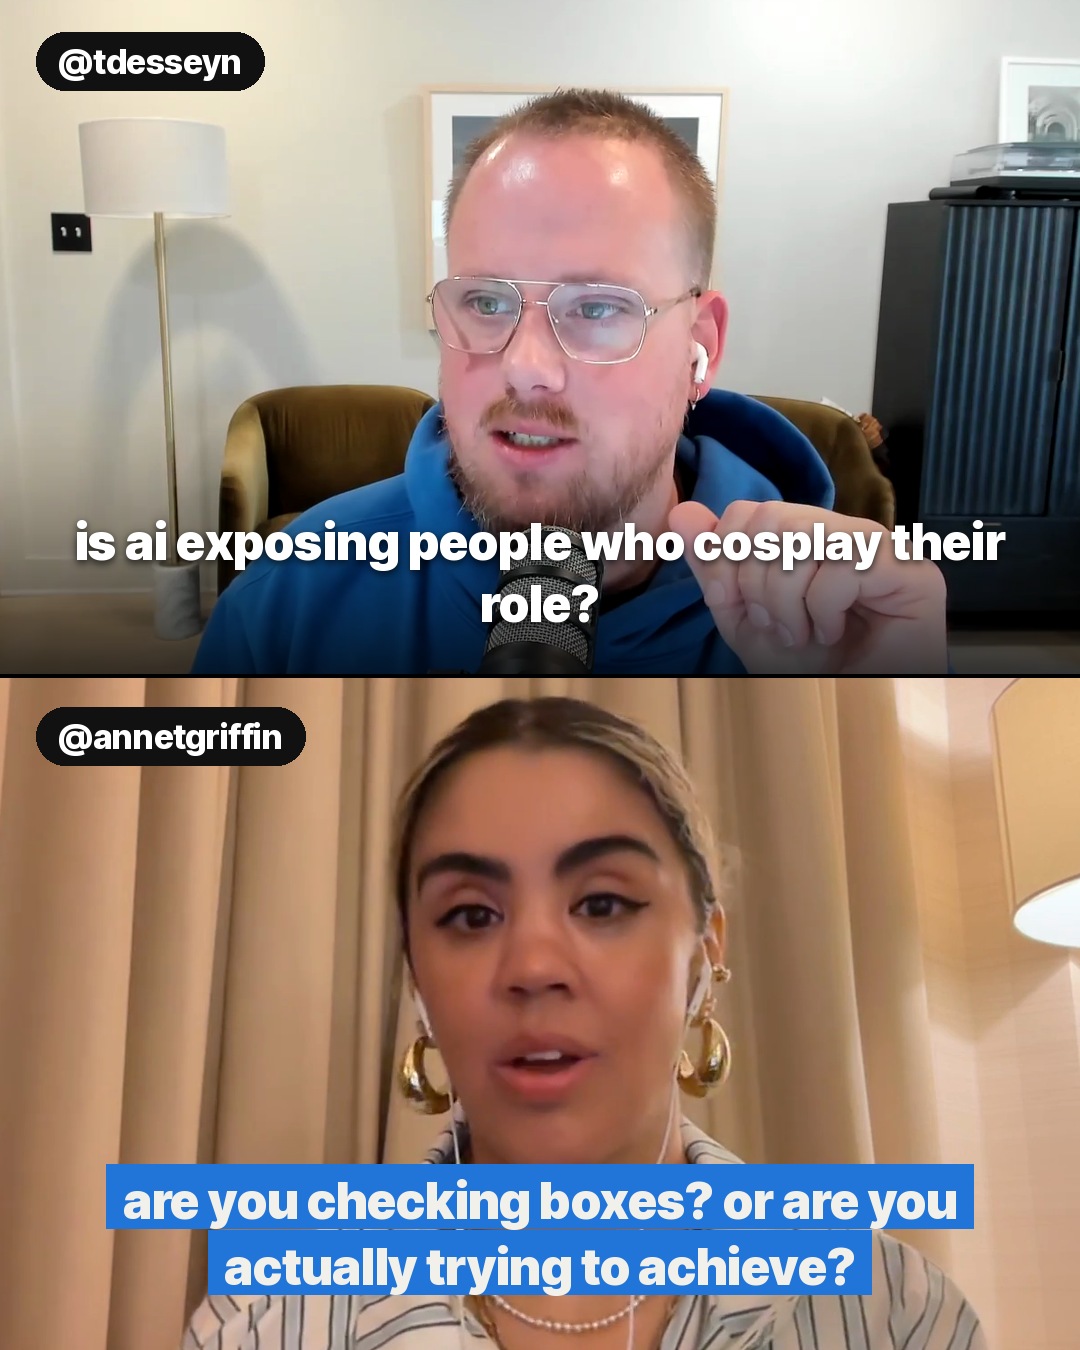 @tdesseyn
is ai exposing people who cosplay their
role?
@annetgriffin
are you checking boxes? or are you
actually trying to achieve?